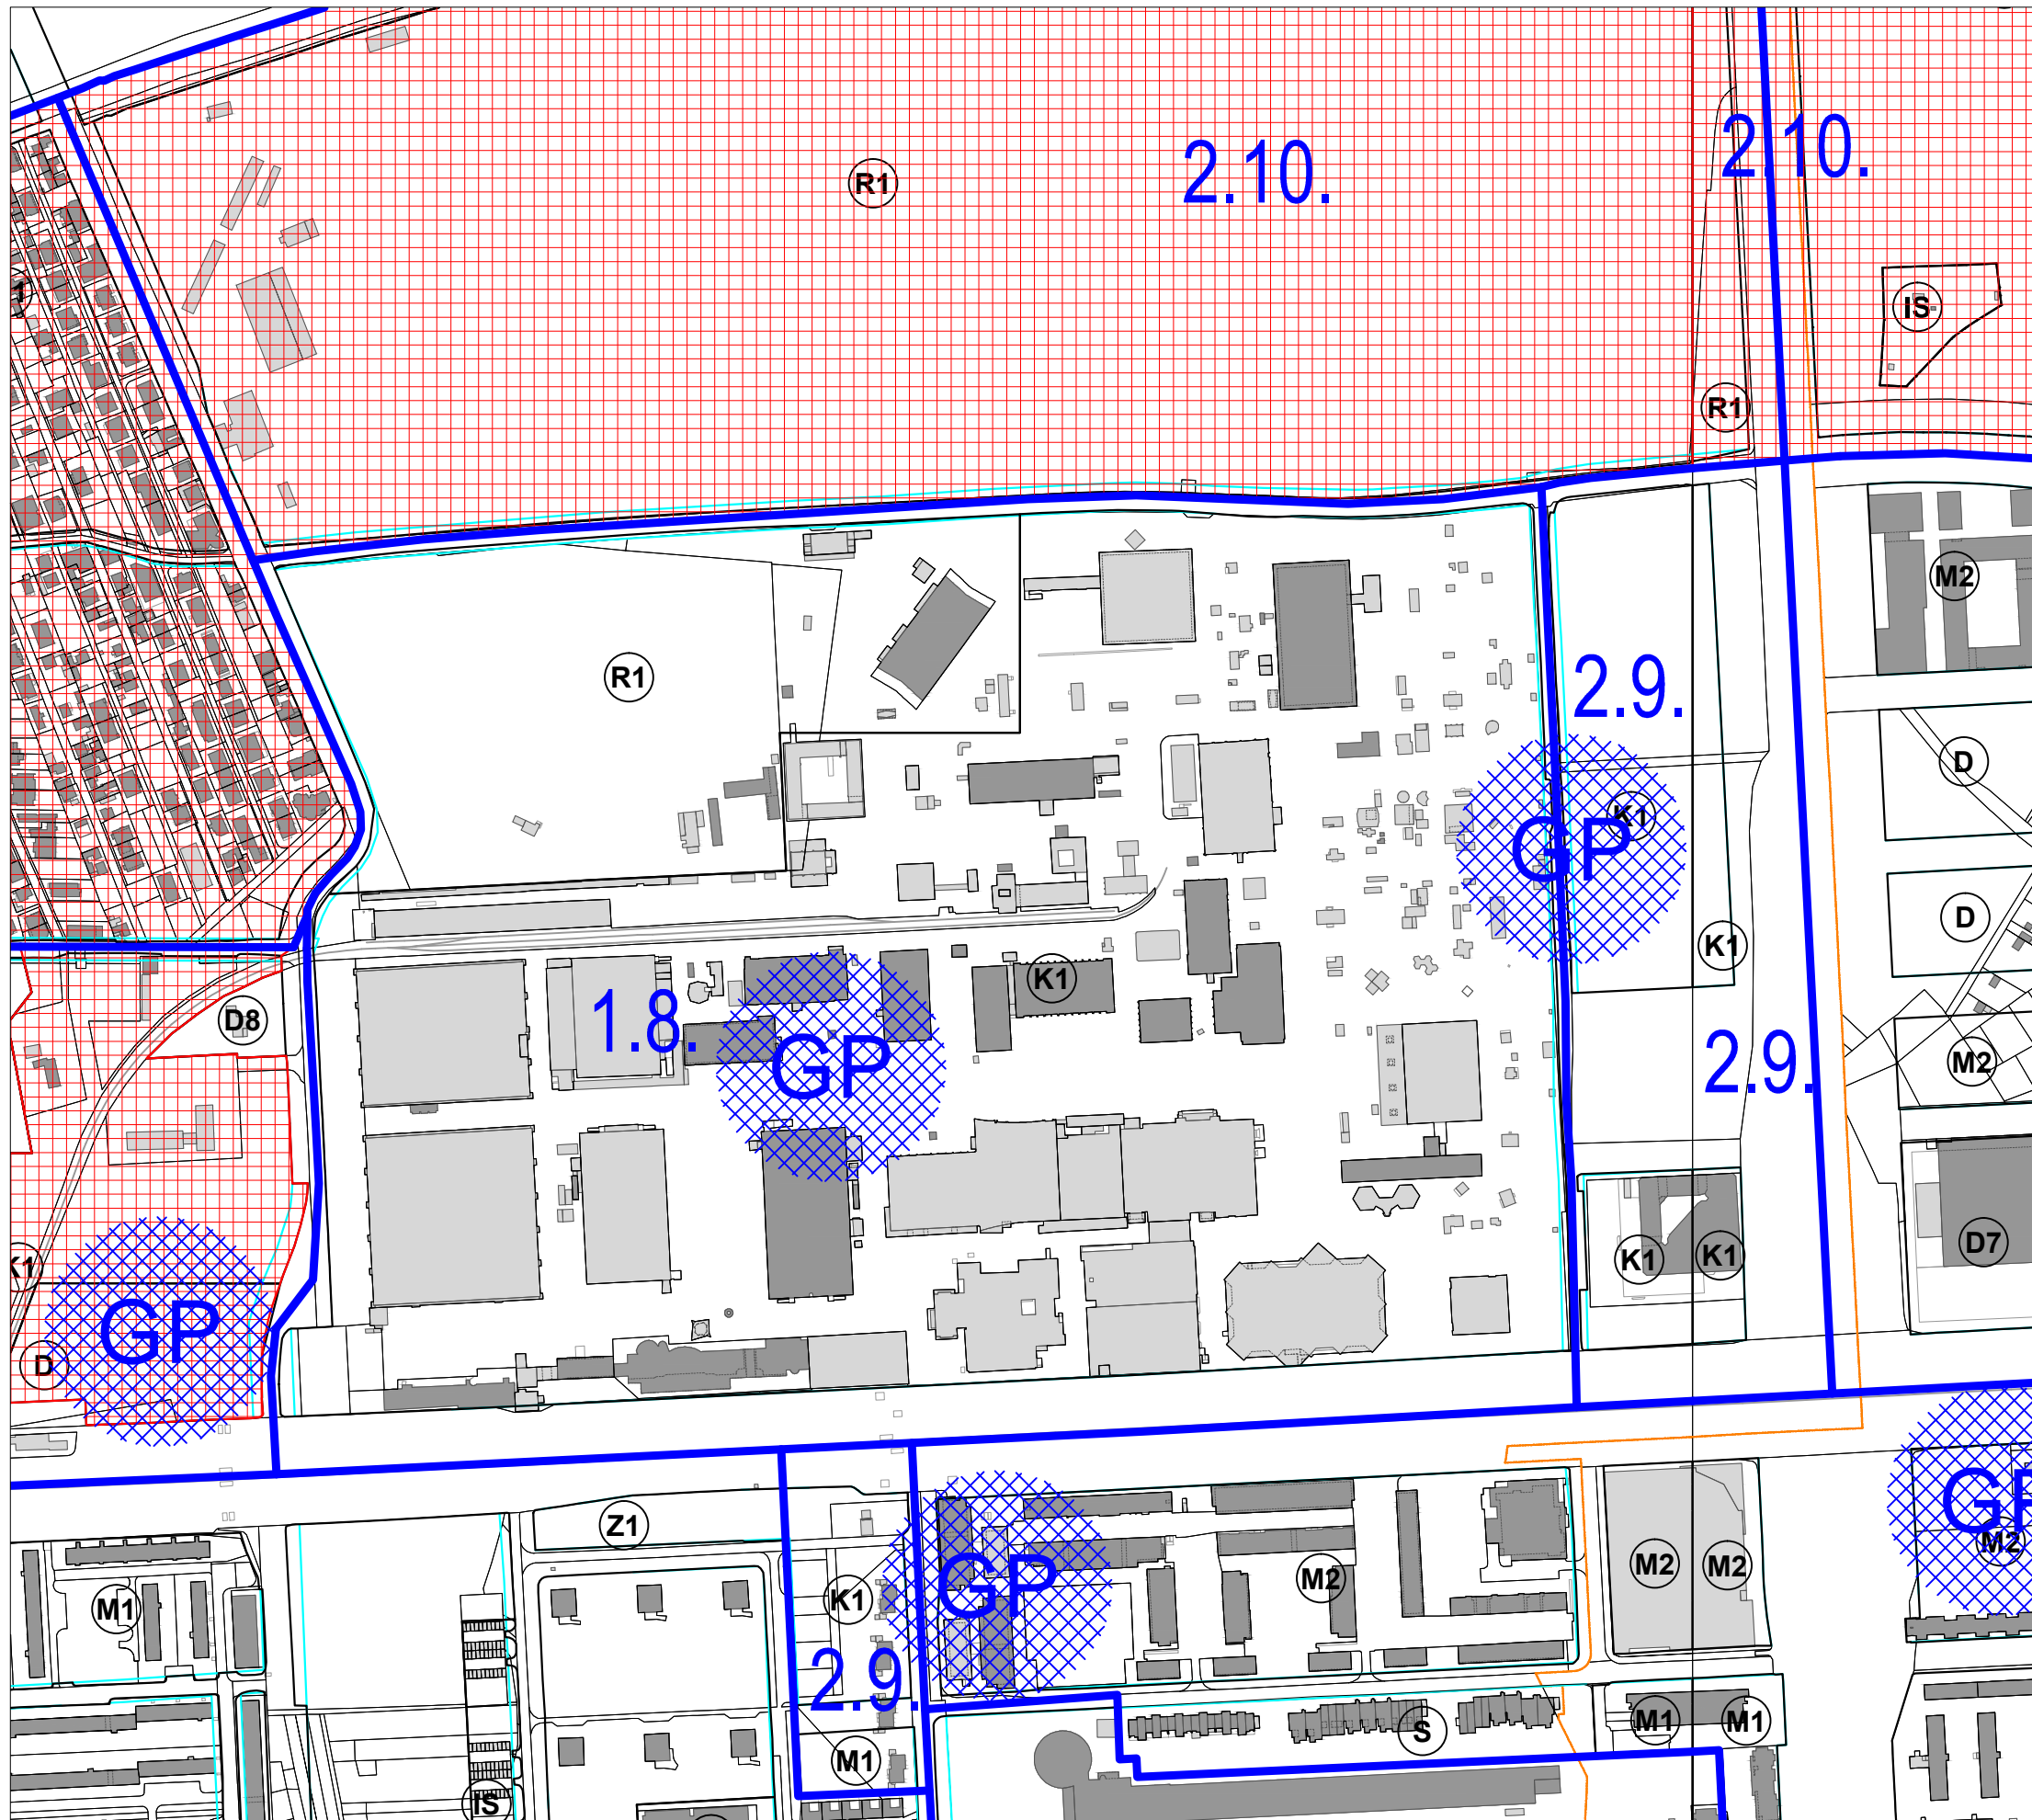 2.10.
2.10.
R1
1
IS
R1
M2
R1
2.9.
D
K1
GP
D
K1
K1
1.8.
D8
2.9.
M2
GP
K1
K1
D7
K1
GP
D
GP
M2
Z1
M2
M2
M2
GP
K1
M1
2.9.
M1
M1
S
M1
IS